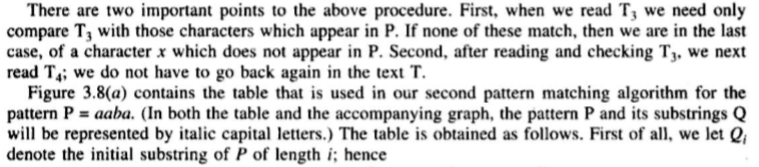 There are two important points to the above procedure. First, when we read T₃ we need only
compare T₃ with those characters which appear in P. If none of these match, then we are in the last
case, of a character x which does not appear in P. Second, after reading and checking T₃, we next
read T₄; we do not have to go back again in the text T.
Figure 3.8(a) contains the table that is used in our second pattern matching algorithm for the
pattern P = aaba. (In both the table and the accompanying graph, the pattern P and its substrings Q
will be represented by italic capital letters.) The table is obtained as follows. First of all, we let Qᵢ
denote the initial substring of P of length i; hence